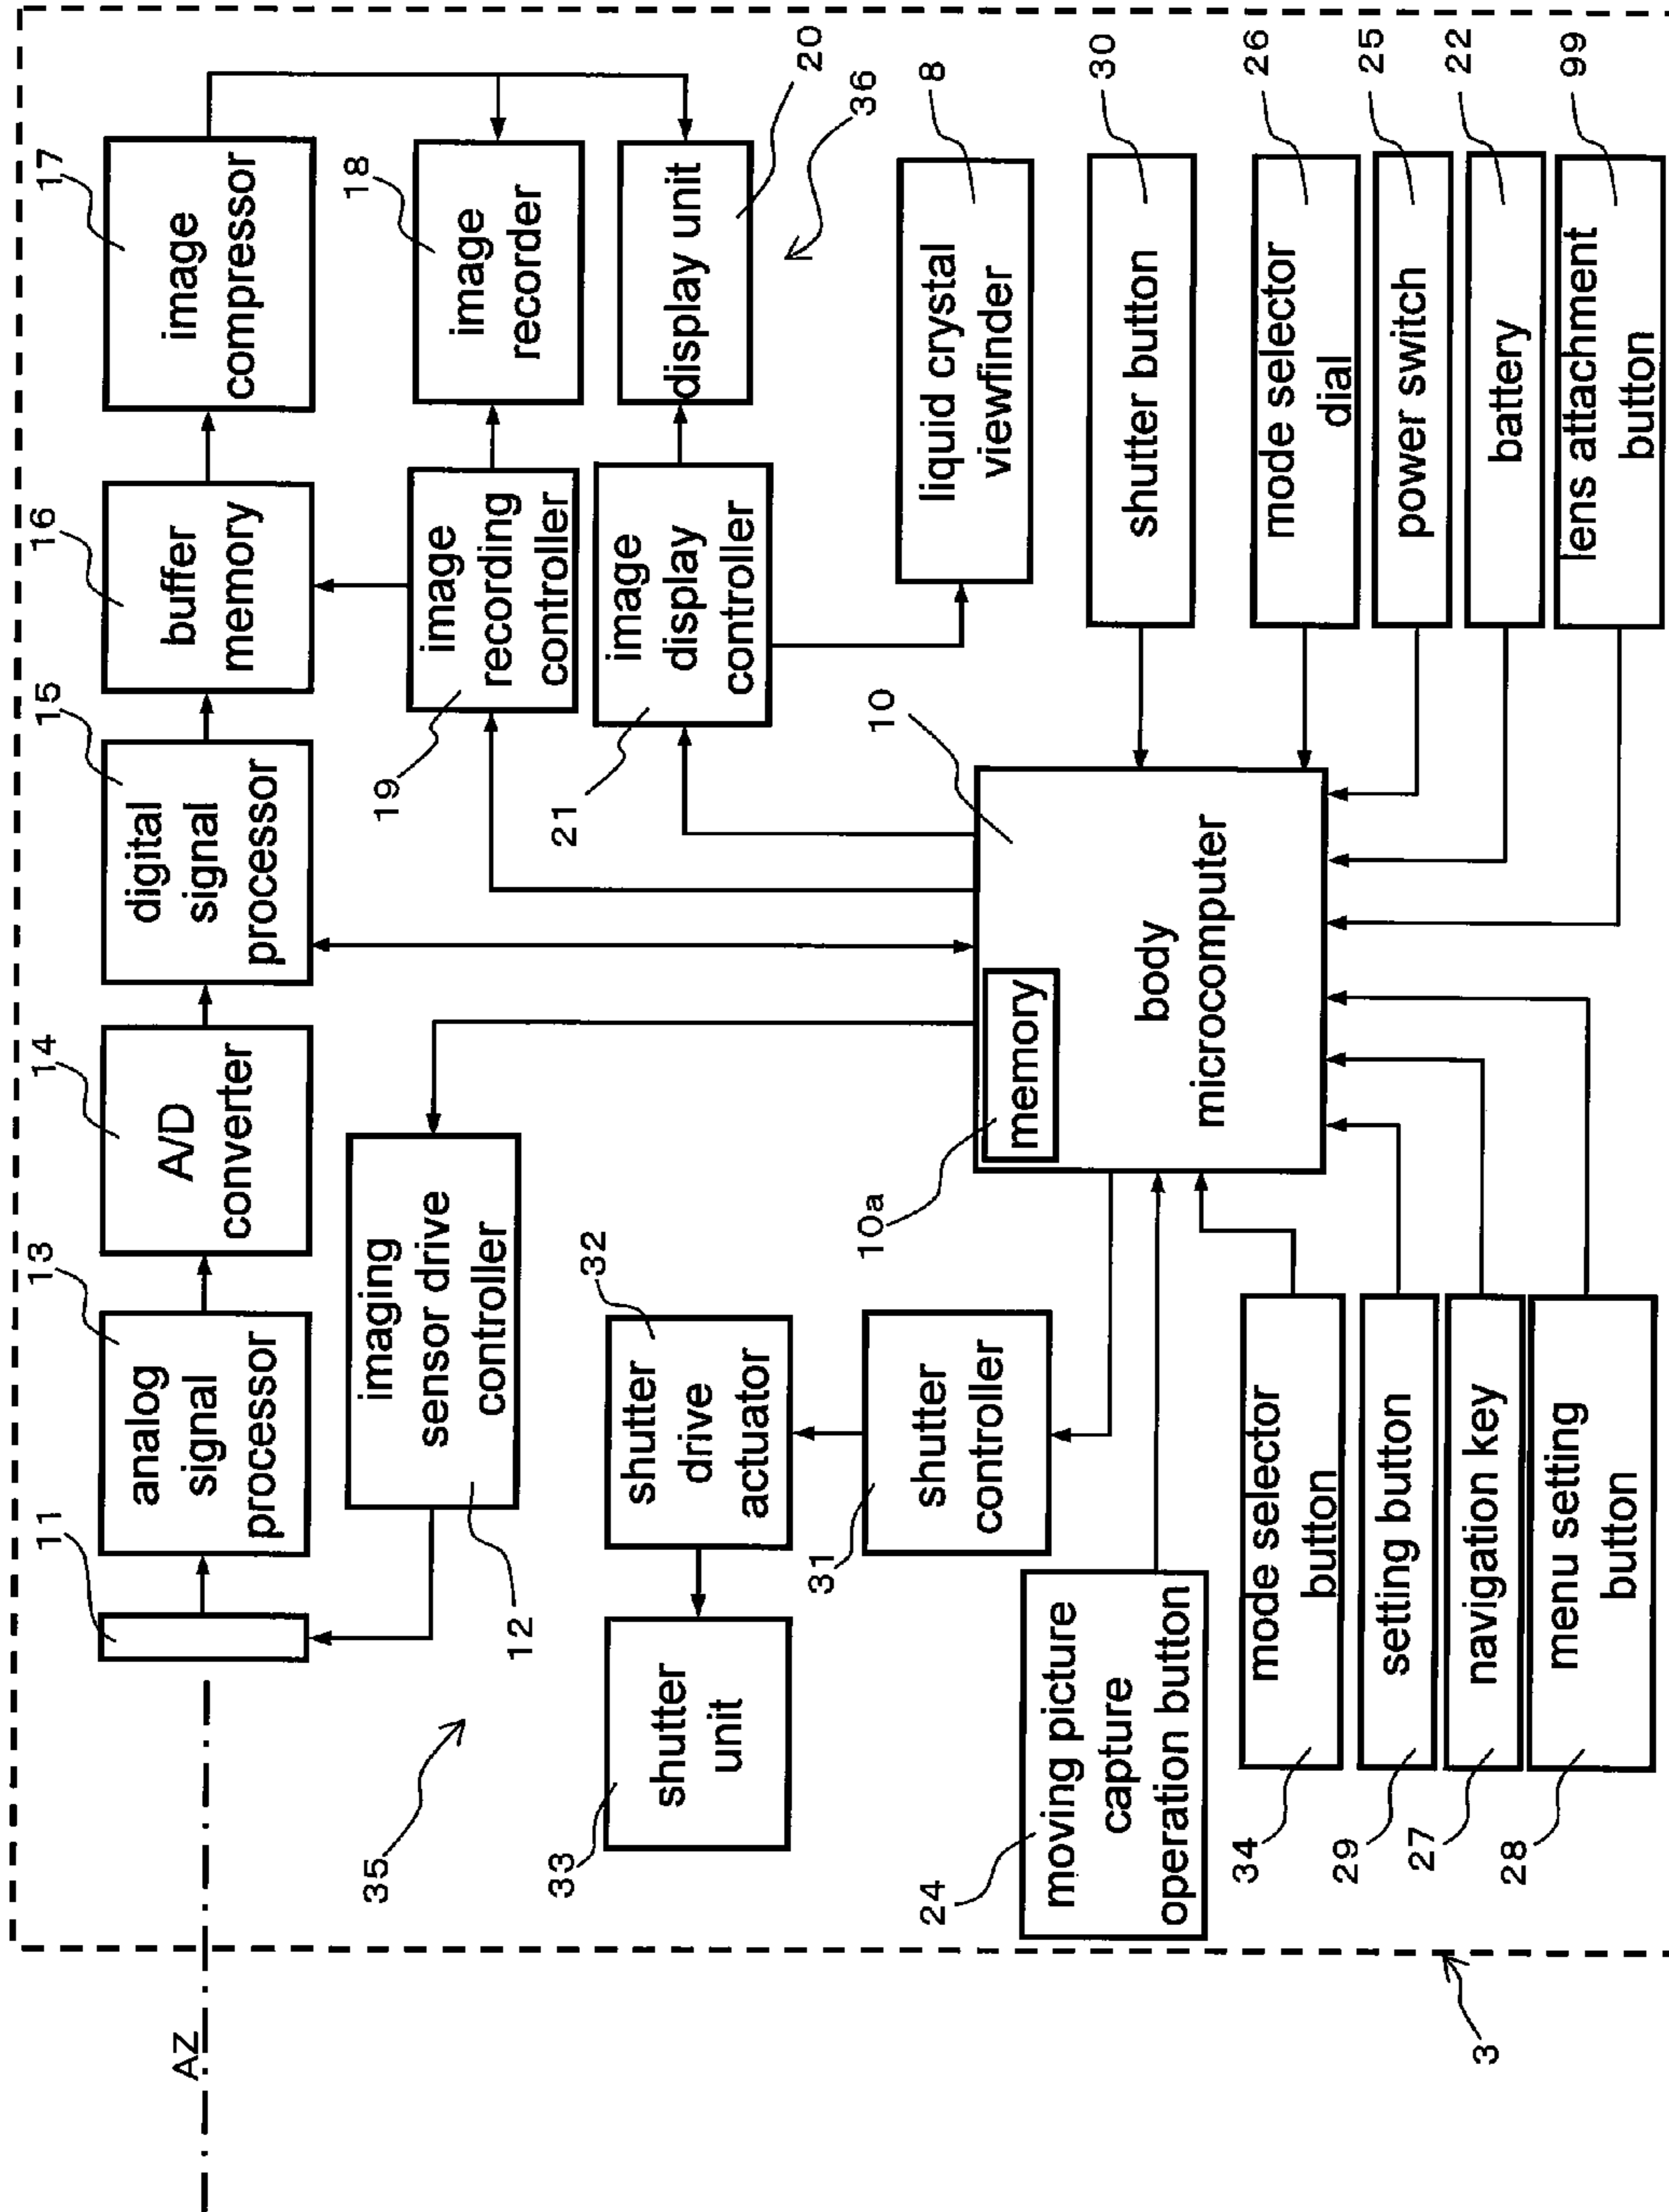 AZ
3
11
13
14
15
16
17
analog
signal
processor
A/D
converter
digital
signal
processor
buffer
memory
image
compressor
35
12
imaging
sensor drive
controller
19
image
recording
controller
18
image
recorder
33
shutter
unit
32
shutter
drive
actuator
21
image
display
controller
display unit
20
36
31
shutter
controller
liquid crystal
viewfinder
8
24
moving picture
capture
operation button
10a
memory
10
body
microcomputer
shutter button
30
34
mode selector
button
mode selector
dial
26
29
setting button
power switch
25
27
navigation key
battery
22
28
menu setting
button
lens attachment
button
99